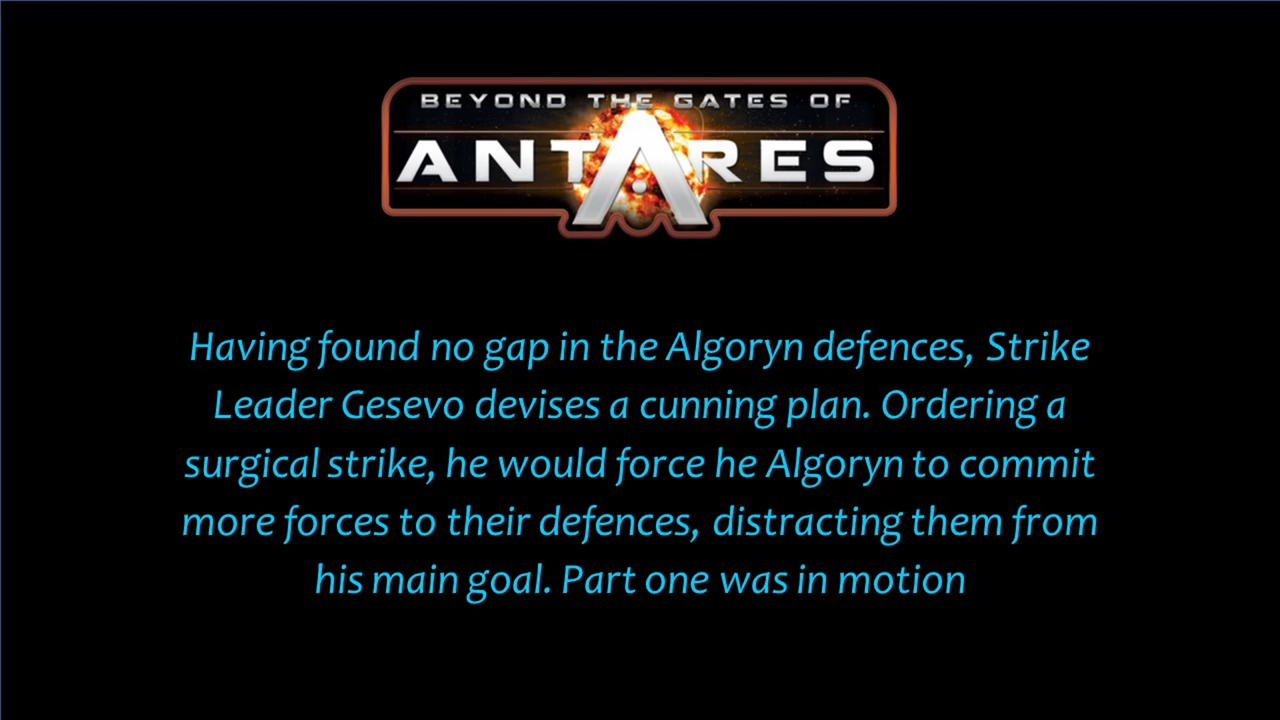 BEYOND THE GATES OF
ANTARES
Having found no gap in the Algoryn defences, Strike
Leader Gesevo devises a cunning plan. Ordering a
surgical strike, he would force he Algoryn to commit
more forces to their defences, distracting them from
his main goal. Part one was in motion